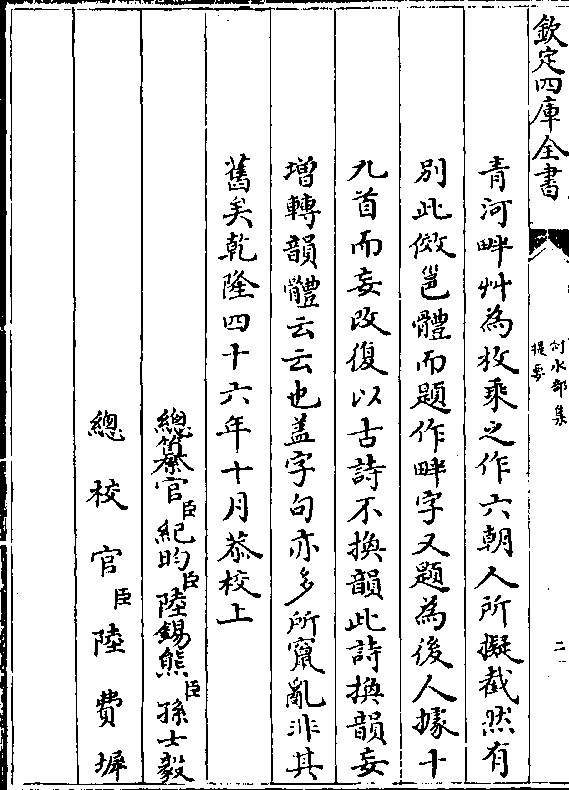 欽定四庫全書
何水部集
提要
二
青河畔艸為枚乗之作六朝人所擬截然有
別此倣邕體而題作畔字又題為後人據十
九首而妄改復以古詩不換韻此詩換韻妄
增轉韻體云云也盖字句亦多所竄亂非其
舊矣乾隆四十六年十月恭校上
總纂官臣紀昀臣陸錫熊臣孫士毅
總校官臣陸費墀